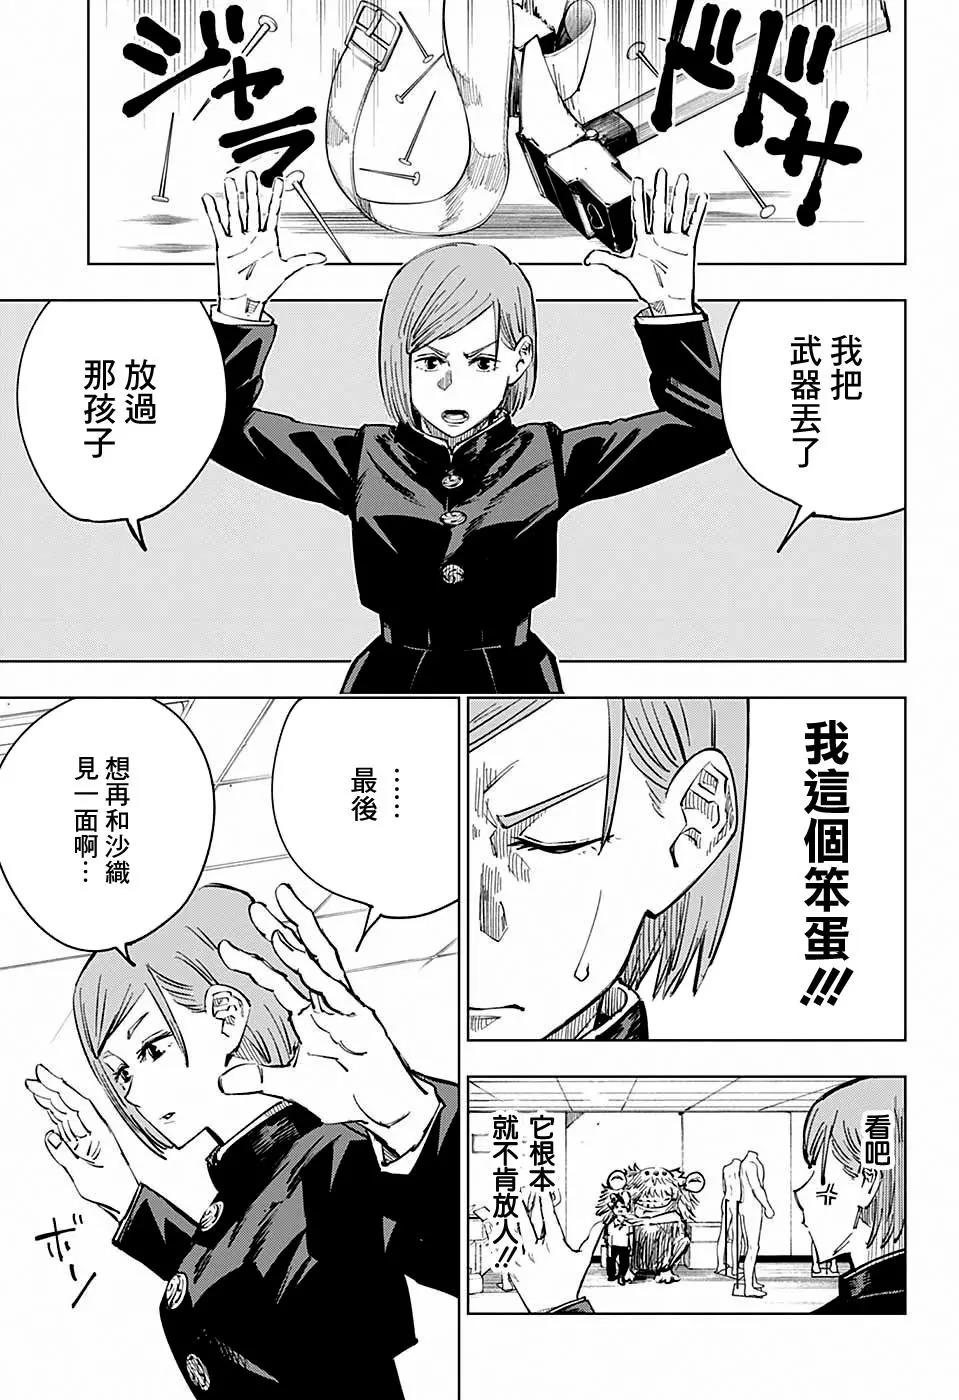 ドドドサ
ジャラ
我把
武器丟了
放過
那孩子
我這個笨蛋!!!
看吧
它根本
就不肯放人!!
……
最後
想再和沙織
見一面啊…
ボソ